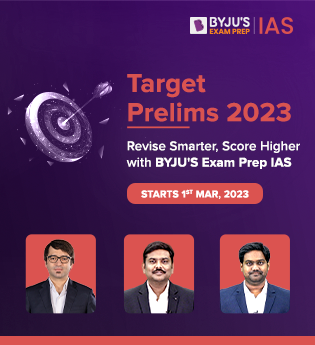 BYJU'S
EXAM PREP
IAS
Target
Prelims 2023
Revise Smarter, Score Higher
with BYJU'S Exam Prep IAS
STARTS 1ST MAR, 2023